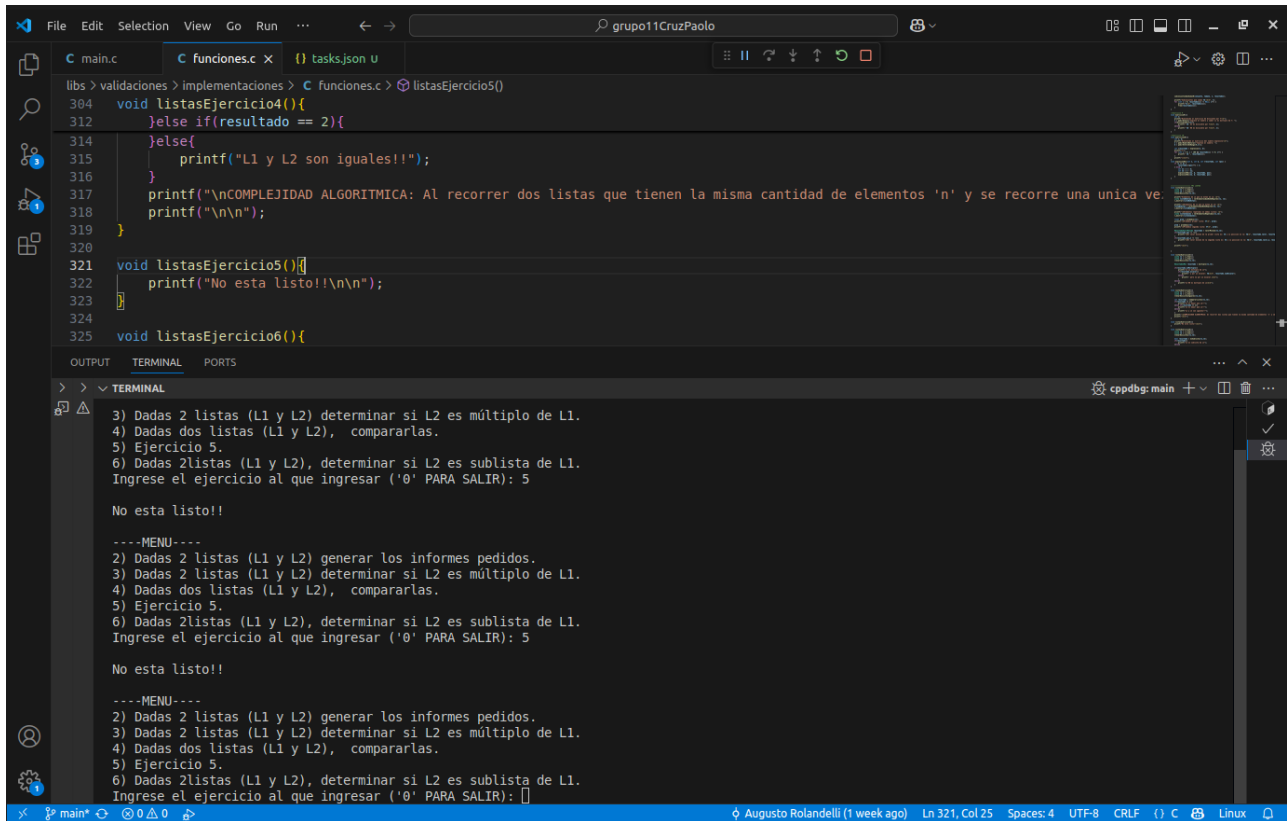 File Edit Selection View Go Run ··· ← → grupo11CruzPaolo
C main.c C funciones.c × {} tasks.json U
libs > validaciones > implementaciones > C funciones.c > listasEjercicio5()
304 void listasEjercicio4(){
312 }else if(resultado == 2){
314 }else{
315 printf("L1 y L2 son iguales!!");
316 }
317 printf("\nCOMPLEJIDAD ALGORITMICA: Al recorrer dos listas que tienen la misma cantidad de elementos 'n' y se recorre una unica ve
318 printf("\n\n");
319 }
320
321 void listasEjercicio5(){
322 printf("No esta listo!!\n\n");
323 }
324
325 void listasEjercicio6(){
OUTPUT TERMINAL PORTS
TERMINAL cppdbg: main
3) Dadas 2 listas (L1 y L2) determinar si L2 es múltiplo de L1.
4) Dadas dos listas (L1 y L2),  compararlas.
5) Ejercicio 5.
6) Dadas 2listas (L1 y L2), determinar si L2 es sublista de L1.
Ingrese el ejercicio al que ingresar ('0' PARA SALIR): 5
No esta listo!!
----MENU----
2) Dadas 2 listas (L1 y L2) generar los informes pedidos.
3) Dadas 2 listas (L1 y L2) determinar si L2 es múltiplo de L1.
4) Dadas dos listas (L1 y L2),  compararlas.
5) Ejercicio 5.
6) Dadas 2listas (L1 y L2), determinar si L2 es sublista de L1.
Ingrese el ejercicio al que ingresar ('0' PARA SALIR): 5
No esta listo!!
----MENU----
2) Dadas 2 listas (L1 y L2) generar los informes pedidos.
3) Dadas 2 listas (L1 y L2) determinar si L2 es múltiplo de L1.
4) Dadas dos listas (L1 y L2),  compararlas.
5) Ejercicio 5.
6) Dadas 2listas (L1 y L2), determinar si L2 es sublista de L1.
Ingrese el ejercicio al que ingresar ('0' PARA SALIR):
3
1
1
main* 0 0 Augusto Rolandelli (1 week ago) Ln 321, Col 25 Spaces: 4 UTF-8 CRLF {} C Linux